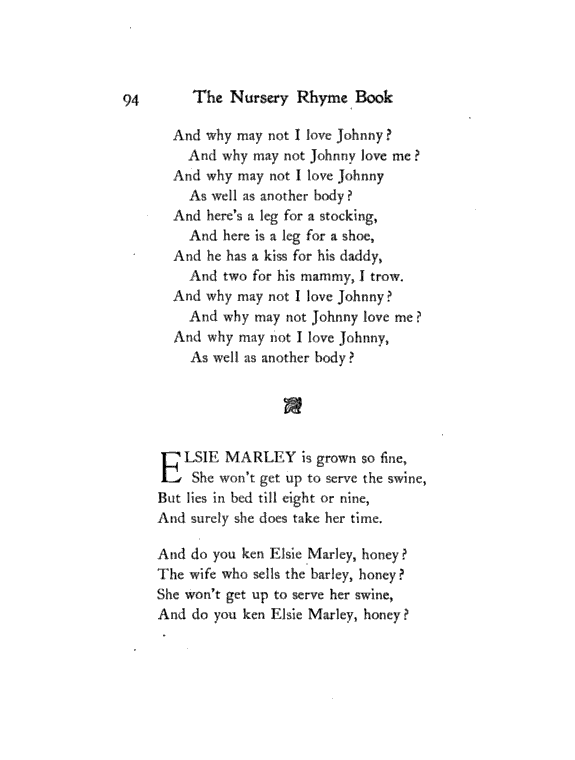 94 The Nursery Rhyme Book
And why may not I love Johnny?
And why may not Johnny love me?
And why may not I love Johnny
As well as another body?
And here's a leg for a stocking,
And here is a leg for a shoe,
And he has a kiss for his daddy,
And two for his mammy, I trow.
And why may not I love Johnny?
And why may not Johnny love me?
And why may not I love Johnny,
As well as another body?
ELSIE MARLEY is grown so fine,
She won't get up to serve the swine,
But lies in bed till eight or nine,
And surely she does take her time.
And do you ken Elsie Marley, honey?
The wife who sells the barley, honey?
She won't get up to serve her swine,
And do you ken Elsie Marley, honey?